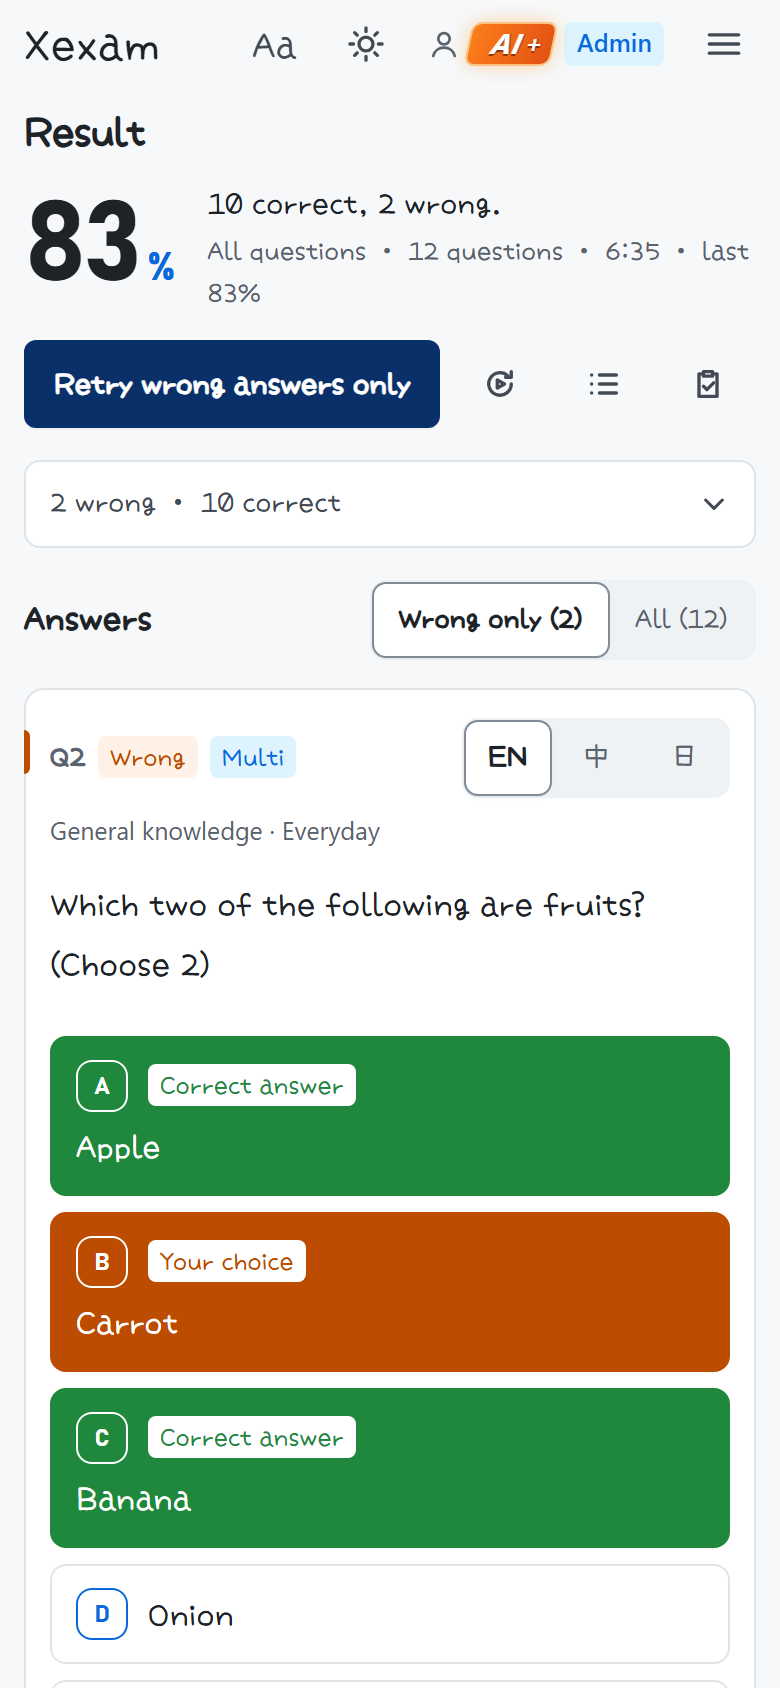 Xexam Aa AI+ Admin
Result
83%
10 correct, 2 wrong.
All questions • 12 questions • 6:35 • last
83%
Retry wrong answers only
2 wrong • 10 correct
Answers
Wrong only (2) All (12)
Q2 Wrong Multi EN 中 日
General knowledge · Everyday
Which two of the following are fruits?
(Choose 2)
A Correct answer
Apple
B Your choice
Carrot
C Correct answer
Banana
D Onion